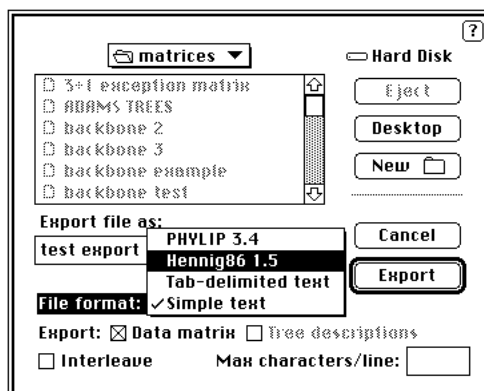 ?
matrices
Hard Disk
3+1 exception matrix
ADAMS TREES
backbone 2
backbone 3
backbone example
backbone test
Eject
Desktop
New
Export file as:
test export
PHYLIP 3.4
Hennig86 1.5
Tab-delimited text
✓Simple text
Cancel
Export
File format:
Export: Data matrix Tree descriptions
Interleave Max characters/line: